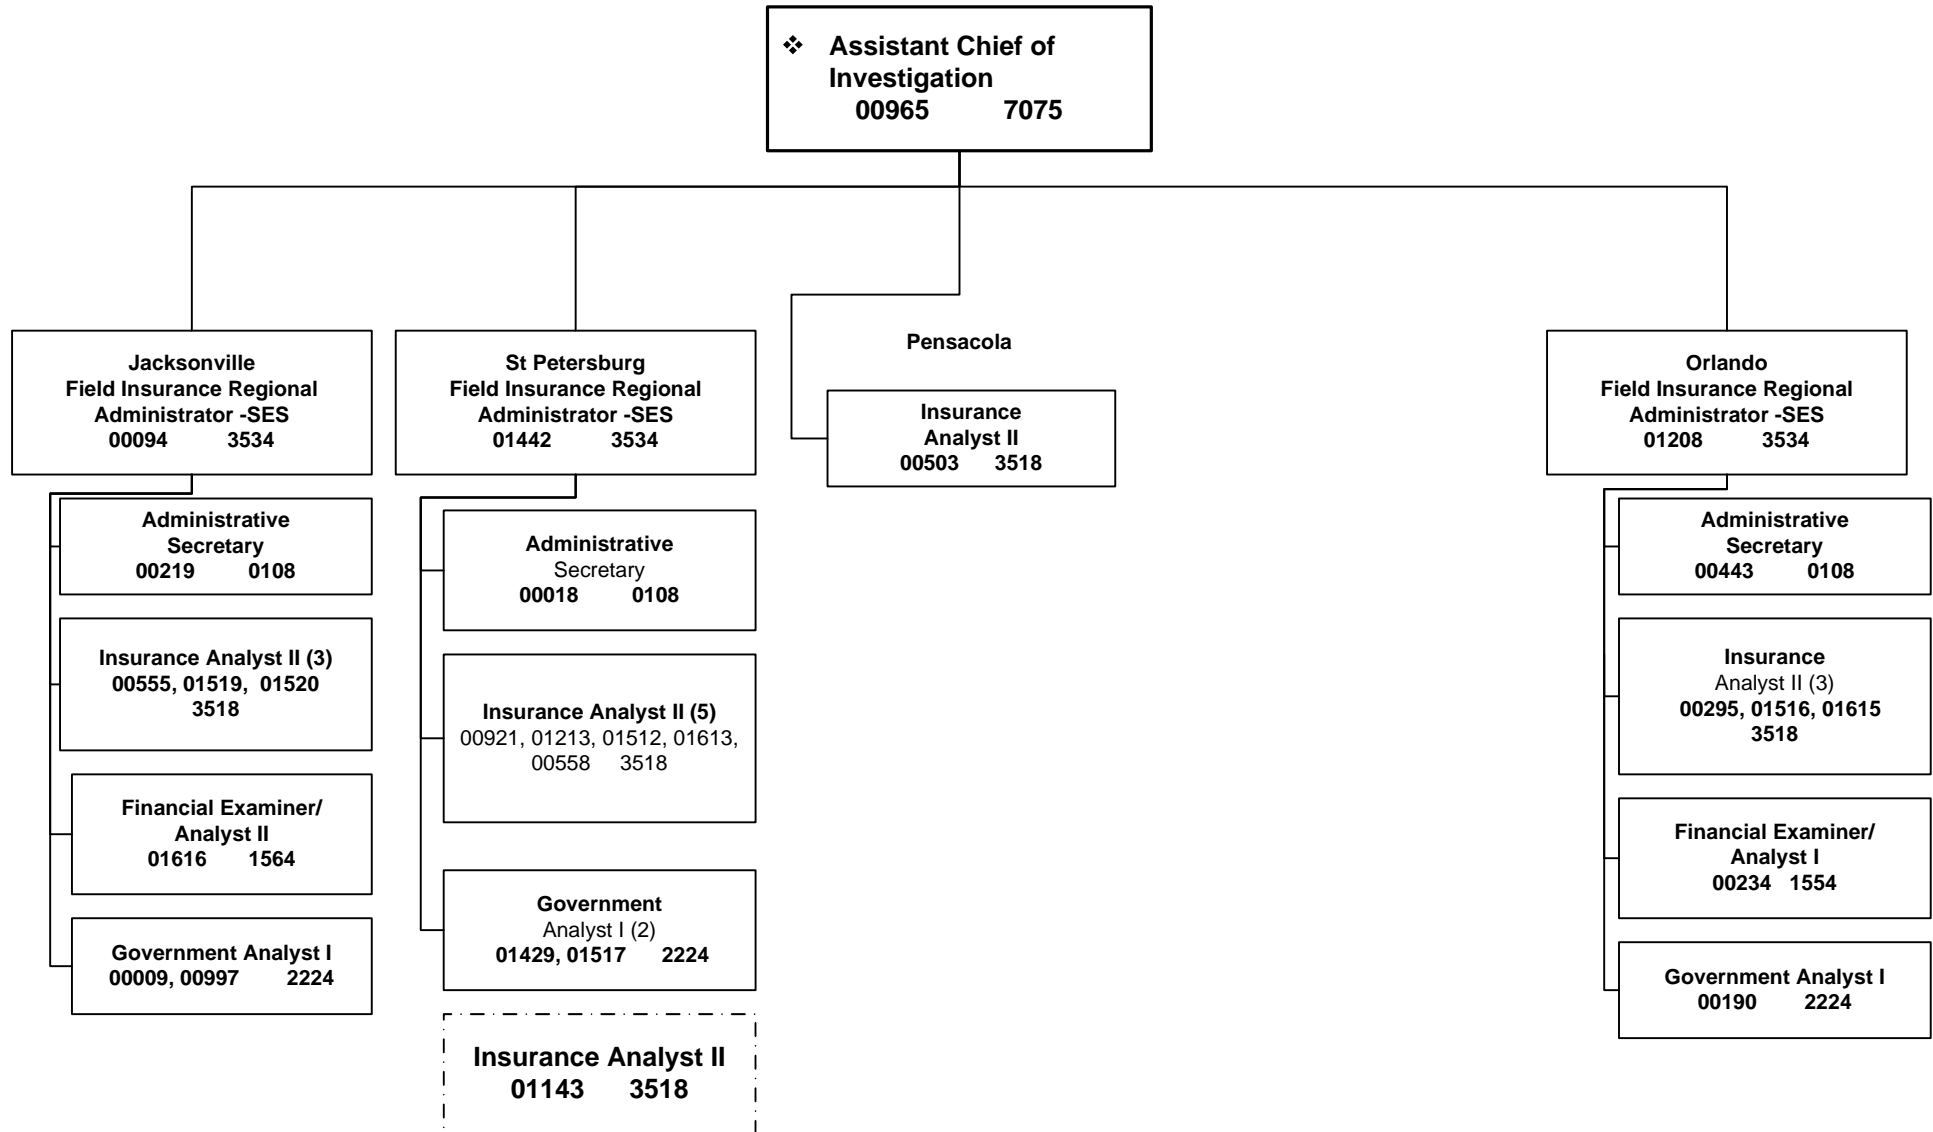 ❖ Assistant Chief of
Investigation
00965 7075
Jacksonville
Field Insurance Regional
Administrator -SES
00094 3534
Administrative
Secretary
00219 0108
Insurance Analyst II (3)
00555, 01519, 01520
3518
Financial Examiner/
Analyst II
01616 1564
Government Analyst I
00009, 00997 2224
St Petersburg
Field Insurance Regional
Administrator -SES
01442 3534
Administrative
Secretary
00018 0108
Insurance Analyst II (5)
00921, 01213, 01512, 01613,
00558 3518
Government
Analyst I (2)
01429, 01517 2224
Insurance Analyst II
01143 3518
Pensacola
Insurance
Analyst II
00503 3518
Orlando
Field Insurance Regional
Administrator -SES
01208 3534
Administrative
Secretary
00443 0108
Insurance
Analyst II (3)
00295, 01516, 01615
3518
Financial Examiner/
Analyst I
00234 1554
Government Analyst I
00190 2224